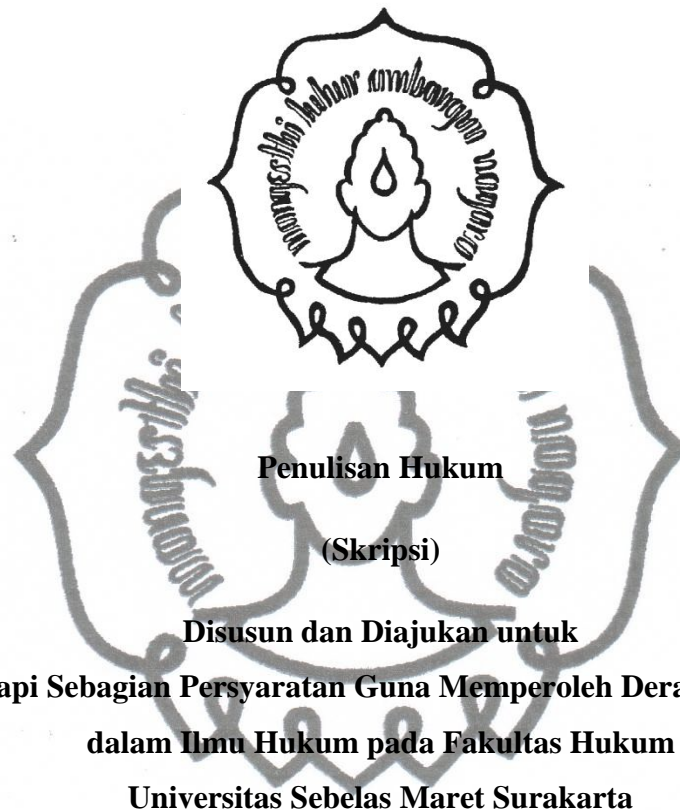 mangesthi luhur ambangun nagara
Penulisan Hukum
(Skripsi)
Disusun dan Diajukan untuk
api Sebagian Persyaratan Guna Memperoleh Dera
dalam Ilmu Hukum pada Fakultas Hukum
Universitas Sebelas Maret Surakarta